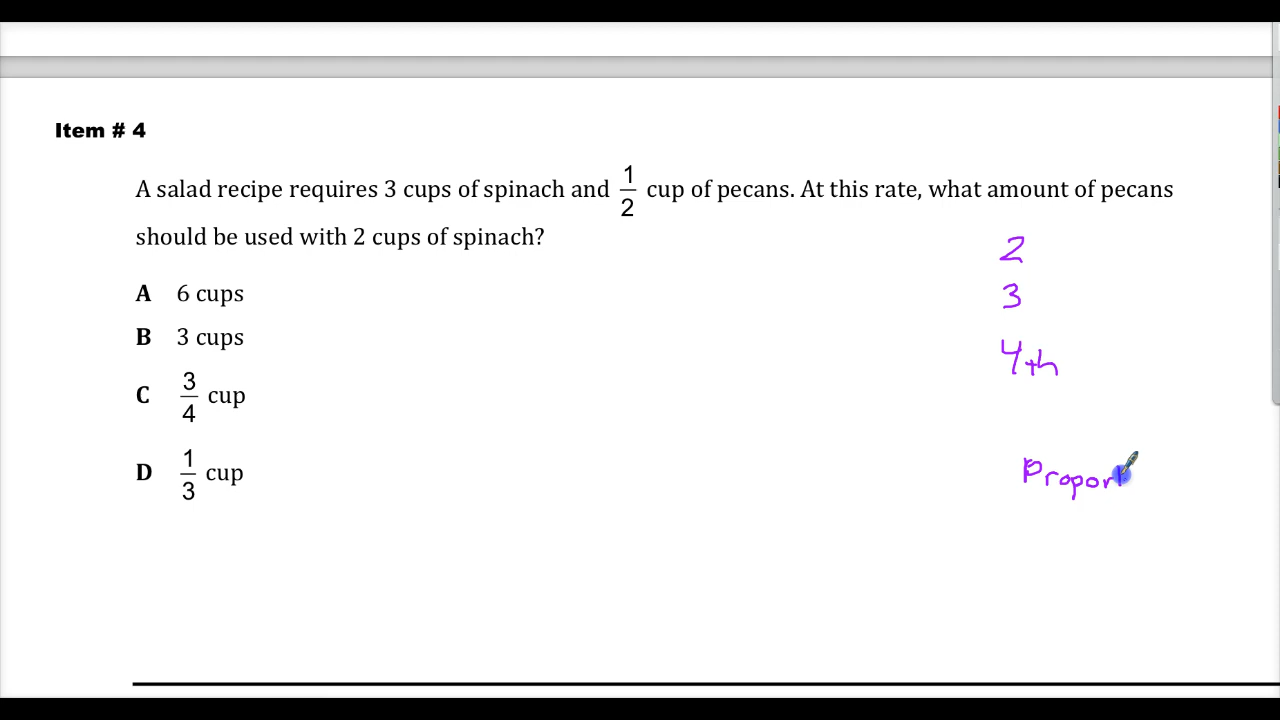 Item # 4
A salad recipe requires 3 cups of spinach and 1/2 cup of pecans. At this rate, what amount of pecans
should be used with 2 cups of spinach?
A 6 cups
B 3 cups
C 3/4 cup
D 1/3 cup
2
3
4th
Proport